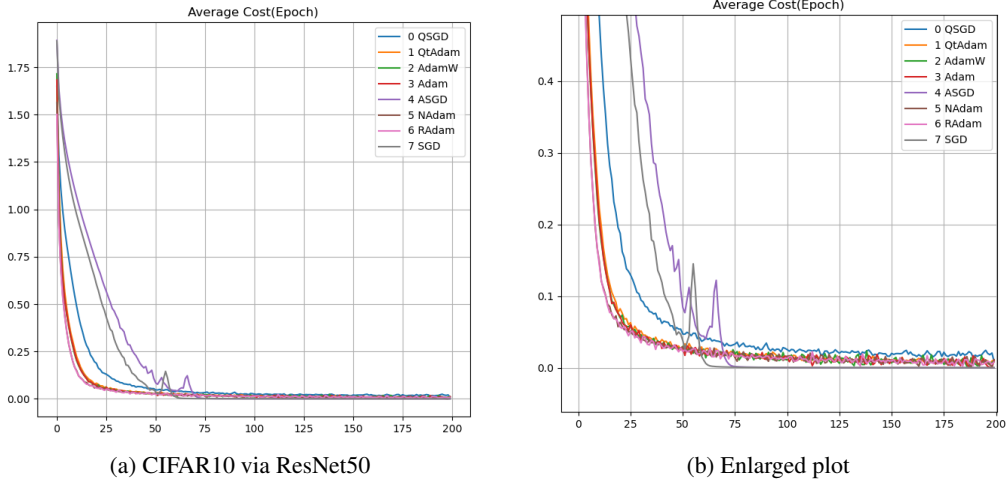 Average Cost(Epoch)
0 QSGD
1 QtAdam
2 AdamW
3 Adam
4 ASGD
5 NAdam
6 RAdam
7 SGD
1.75
1.50
1.25
1.00
0.75
0.50
0.25
0.00
0 25 50 75 100 125 150 175 200
(a) CIFAR10 via ResNet50
Average Cost(Epoch)
0 QSGD
1 QtAdam
2 AdamW
3 Adam
4 ASGD
5 NAdam
6 RAdam
7 SGD
0.4
0.3
0.2
0.1
0.0
0 25 50 75 100 125 150 175 200
(b) Enlarged plot